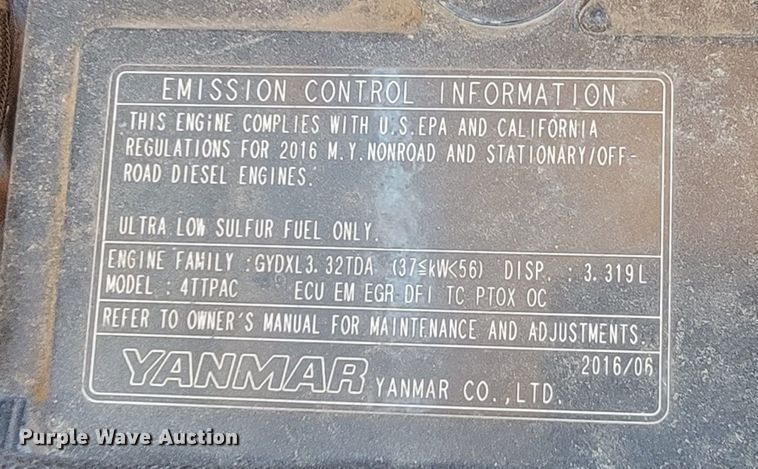 EMISSION CONTROL INFORMATION
THIS ENGINE COMPLIES WITH U.S.EPA AND CALIFORNIA
REGULATIONS FOR 2016 M.Y.NONROAD AND STATIONARY/OFF-
ROAD DIESEL ENGINES.
ULTRA LOW SULFUR FUEL ONLY.
ENGINE FAMILY :GYDXL3.32TDA (37≦kW<56) DISP. : 3.319L
MODEL : 4TTPAC ECU EM EGR DFI TC PTOX OC
REFER TO OWNER'S MANUAL FOR MAINTENANCE AND ADJUSTMENTS.
2016/06
YANMAR YANMAR CO.,LTD.
Purple Wave Auction